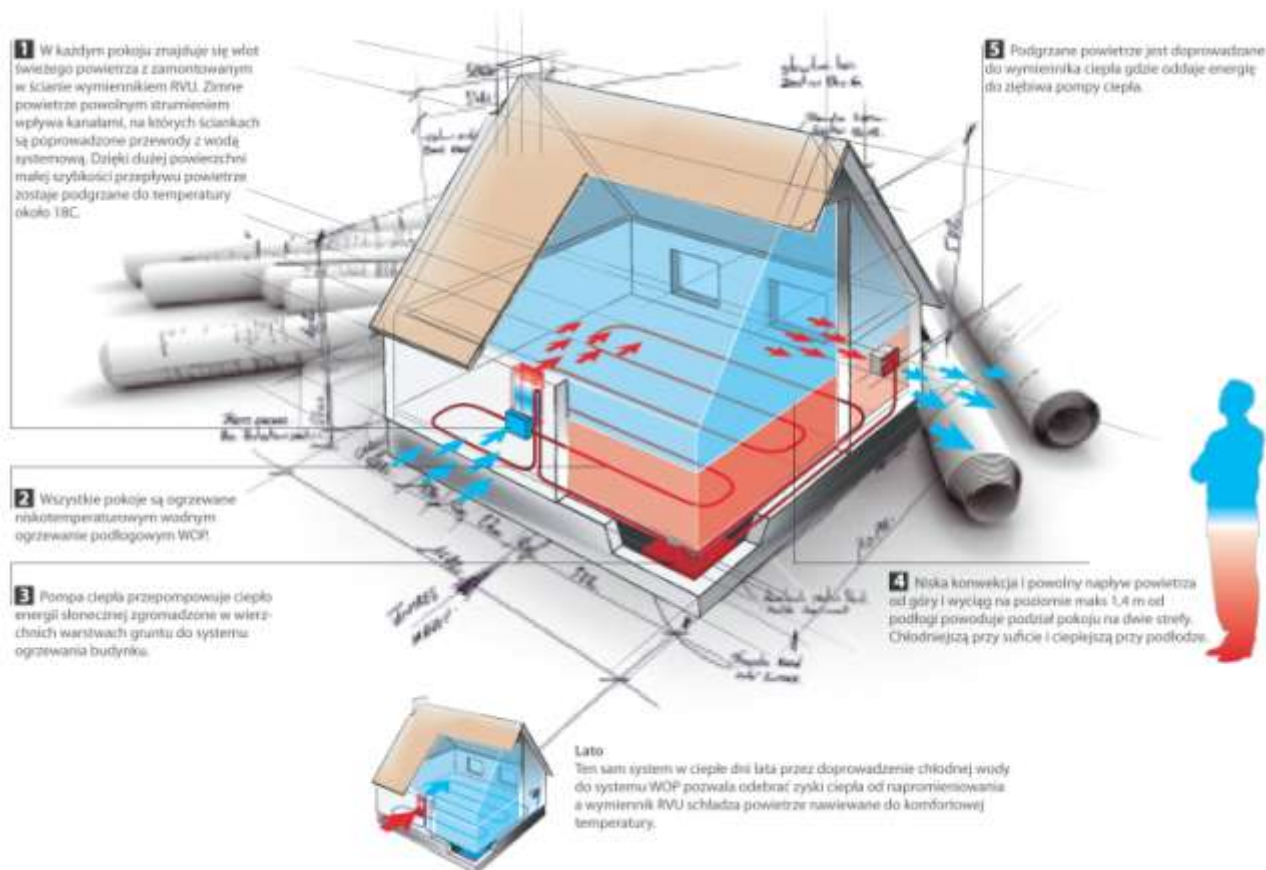 1 W każdym pokoju znajduje się wlot
świeżego powietrza z zamontowanym
w ścianie wymiennikiem RVU. Zimne
powietrze powolnym strumieniem
wpływa kanałami, na których ściankach
są poprowadzone przewody z wodą
systemową. Dzięki dużej powierzchni
małej szybkości przepływu powietrze
zostaje podgrzane do temperatury
około 18C.
2 Wszystkie pokoje są ogrzewane
niskotemperaturowym wodnym
ogrzewanie podłogowym WOP.
3 Pompa ciepła przepompowuje ciepło
energii słonecznej zgromadzone w wierz-
chnich warstwach gruntu do systemu
ogrzewania budynku.
5 Podgrzane powietrze jest doprowadzane
do wymiennika ciepła gdzie oddaje energię
do ziębiwa pompy ciepła.
4 Niska konwekcja i powolny napływ powietrza
od góry i wyciąg na poziomie maks 1,4 m od
podłogi powoduje podział pokoju na dwie strefy.
Chłodniejszą przy suficie i cieplejszą przy podłodze.
Lato
Ten sam system w ciepłe dni lata przez doprowadzenie chłodnej wody
do systemu WOP pozwala odebrać zyski ciepła od napromieniowania
a wymiennik RVU schładza powietrze nawiewane do komfortowej
temperatury.